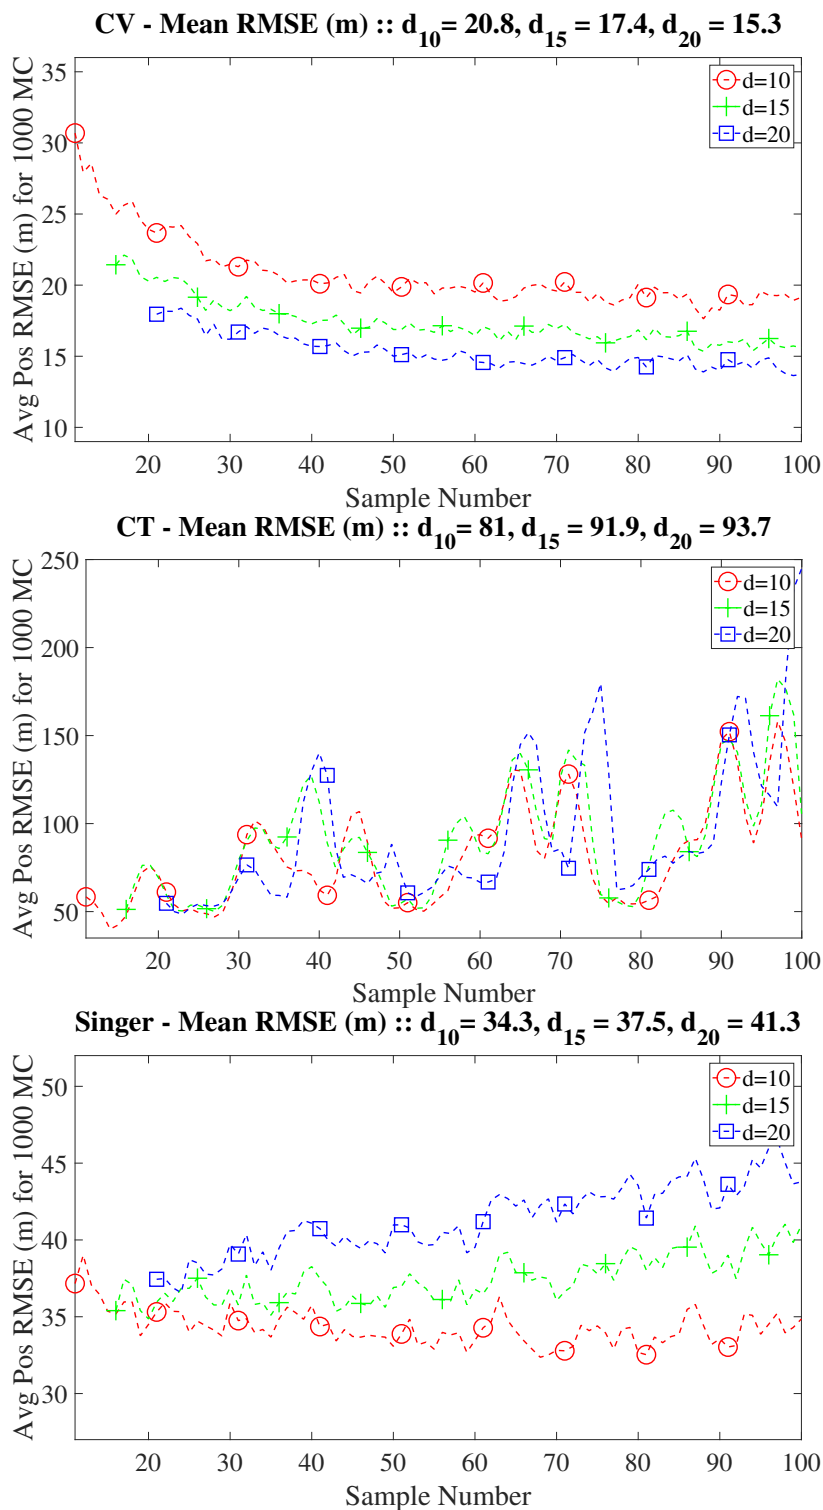 CV - Mean RMSE (m) :: d10= 20.8, d15 = 17.4, d20 = 15.3
Avg Pos RMSE (m) for 1000 MC
35
30
25
20
15
10
d=10
d=15
d=20
20 30 40 50 60 70 80 90 100
Sample Number
CT - Mean RMSE (m) :: d10= 81, d15 = 91.9, d20 = 93.7
Avg Pos RMSE (m) for 1000 MC
250
200
150
100
50
d=10
d=15
d=20
20 30 40 50 60 70 80 90 100
Sample Number
Singer - Mean RMSE (m) :: d10= 34.3, d15 = 37.5, d20 = 41.3
Avg Pos RMSE (m) for 1000 MC
50
45
40
35
30
d=10
d=15
d=20
20 30 40 50 60 70 80 90 100
Sample Number